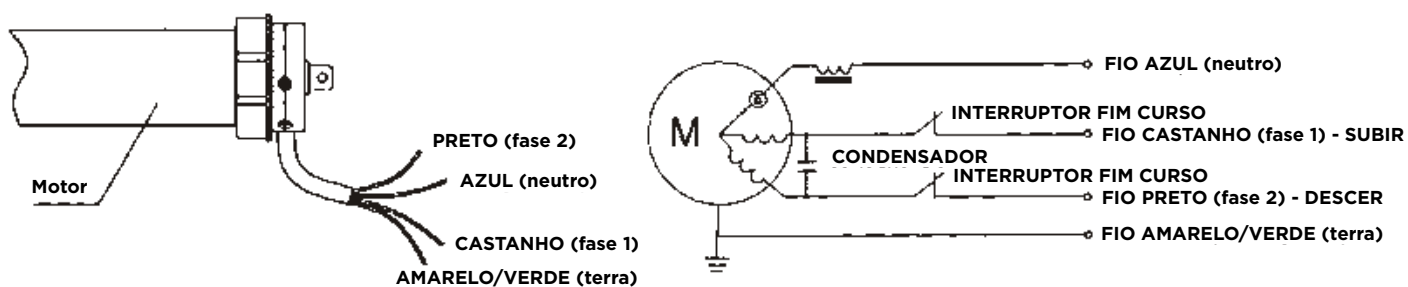 PRETO (fase 2)
AZUL (neutro)
Motor
CASTANHO (fase 1)
AMARELO/VERDE (terra)
M
FIO AZUL (neutro)
INTERRUPTOR FIM CURSO
FIO CASTANHO (fase 1) - SUBIR
CONDENSADOR
INTERRUPTOR FIM CURSO
FIO PRETO (fase 2) - DESCER
FIO AMARELO/VERDE (terra)